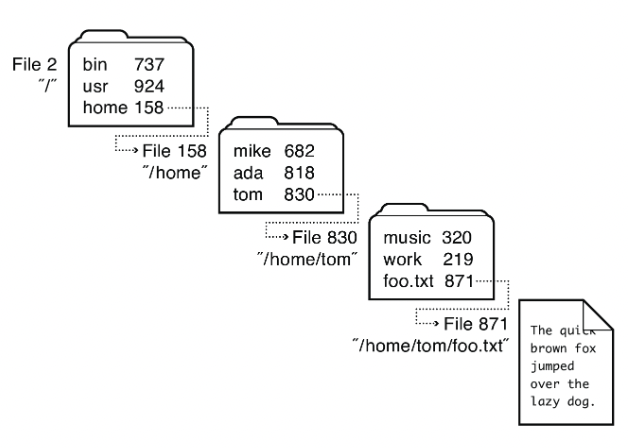 File 2
"/"
bin 737
usr 924
home 158
File 158
"/home"
mike 682
ada 818
tom 830
File 830
"/home/tom"
music 320
work 219
foo.txt 871
File 871
"/home/tom/foo.txt"
The quick
brown fox
jumped
over the
lazy dog.